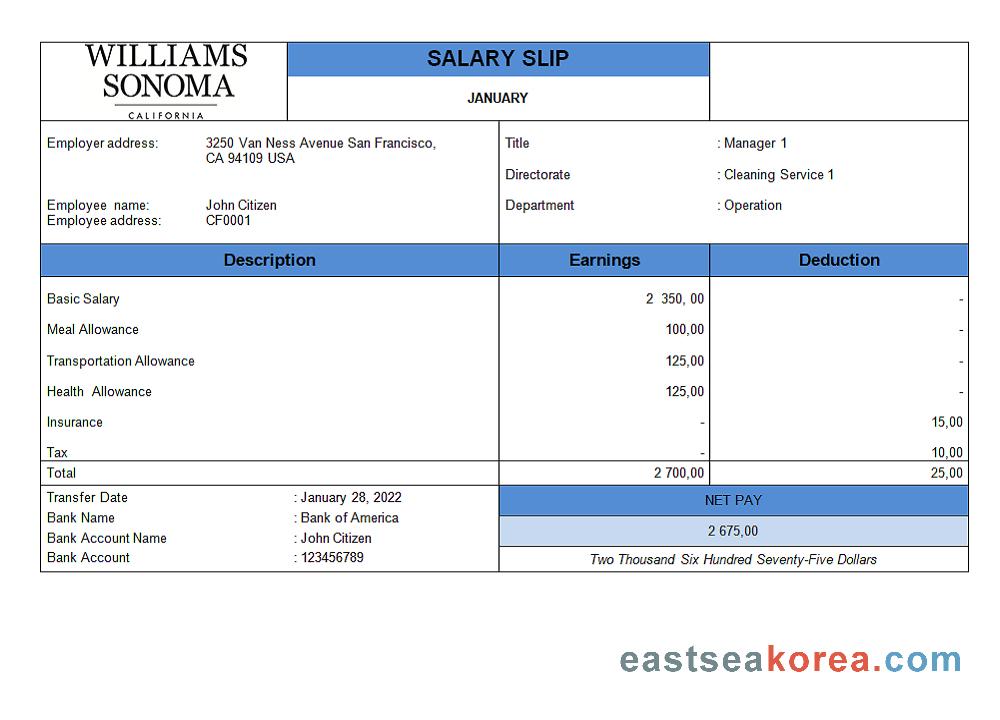 WILLIAMS
SONOMA
CALIFORNIA
SALARY SLIP
JANUARY
Employer address: 3250 Van Ness Avenue San Francisco,
CA 94109 USA
Employee name: John Citizen
Employee address: CF0001
Title : Manager 1
Directorate : Cleaning Service 1
Department : Operation
Description Earnings Deduction
Basic Salary 2 350, 00 -
Meal Allowance 100,00 -
Transportation Allowance 125,00 -
Health Allowance 125,00 -
Insurance - 15,00
Tax - 10,00
Total 2 700,00 25,00
Transfer Date : January 28, 2022
Bank Name : Bank of America
Bank Account Name : John Citizen
Bank Account : 123456789
NET PAY
2 675,00
Two Thousand Six Hundred Seventy-Five Dollars
eastseakorea.com